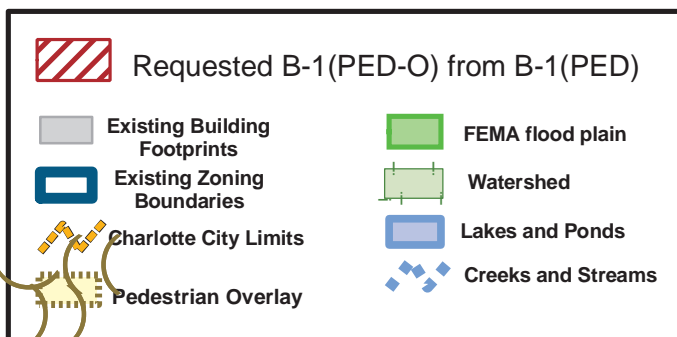 Requested B-1(PED-O) from B-1(PED)
Existing Building
Footprints
Existing Zoning
Boundaries
Charlotte City Limits
Pedestrian Overlay
FEMA flood plain
Watershed
Lakes and Ponds
Creeks and Streams